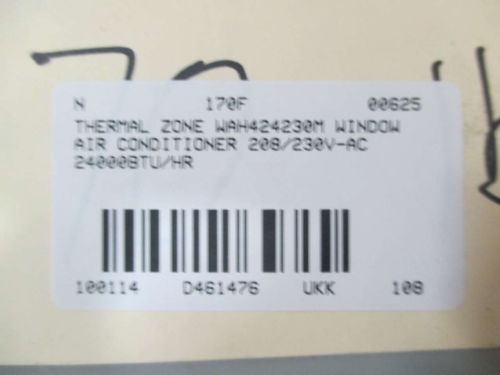 N 170F 00625
THERMAL ZONE WAH424230M WINDOW
AIR CONDITIONER 208/230V-AC
24000BTU/HR
100114 D461476 UKK 108